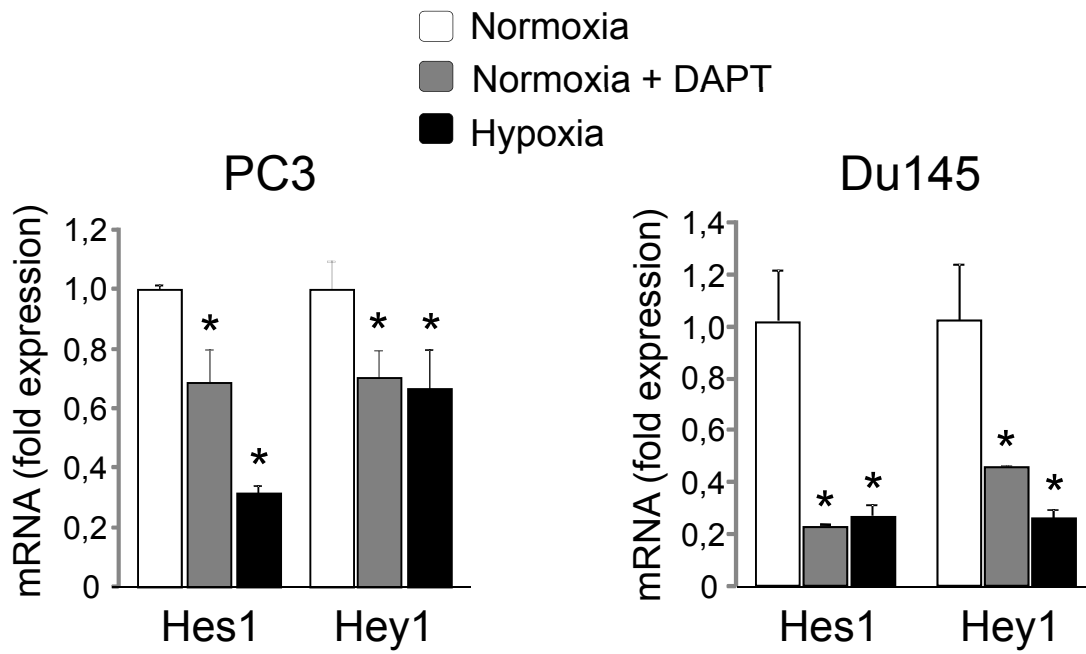 Normoxia
Normoxia + DAPT
Hypoxia
PC3
mRNA (fold expression)
1,2
1,0
0,8
0,6
0,4
0,2
0
*
*
*
*
Hes1 Hey1
Du145
mRNA (fold expression)
1,4
1,2
1,0
0,8
0,6
0,4
0,2
0
*
*
*
*
Hes1 Hey1